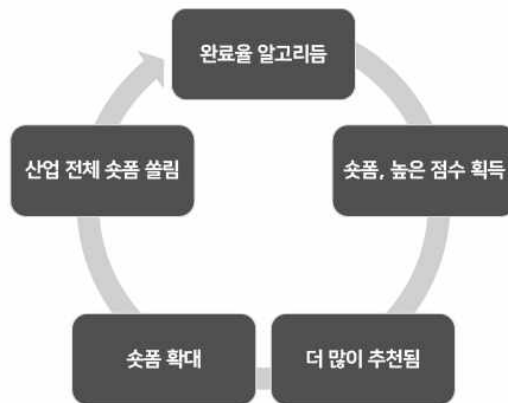 완료율 알고리듬
숏폼, 높은 점수 획득
더 많이 추천됨
숏폼 확대
산업 전체 숏폼 쏠림